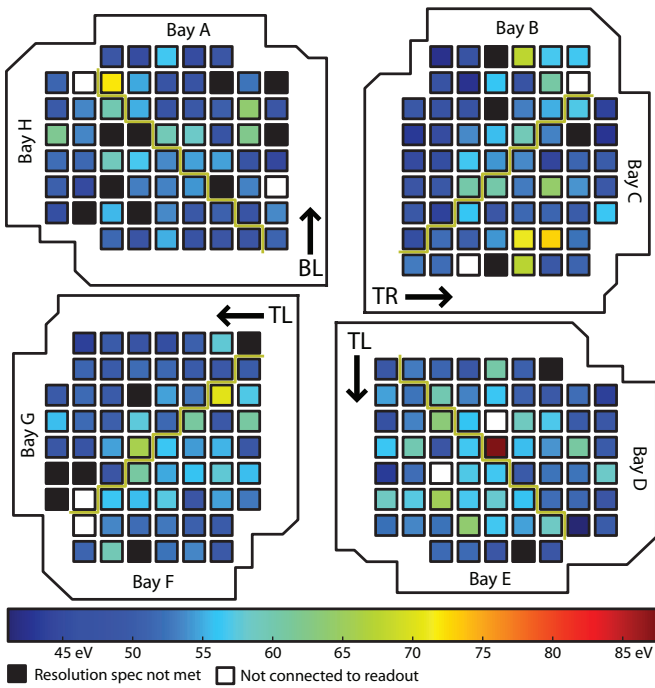 Bay A
Bay B
Bay H
Bay C
BL
TR
TL
TL
Bay G
Bay D
Bay F
Bay E
45 eV 50 55 60 65 70 75 80 85 eV
Resolution spec not met Not connected to readout